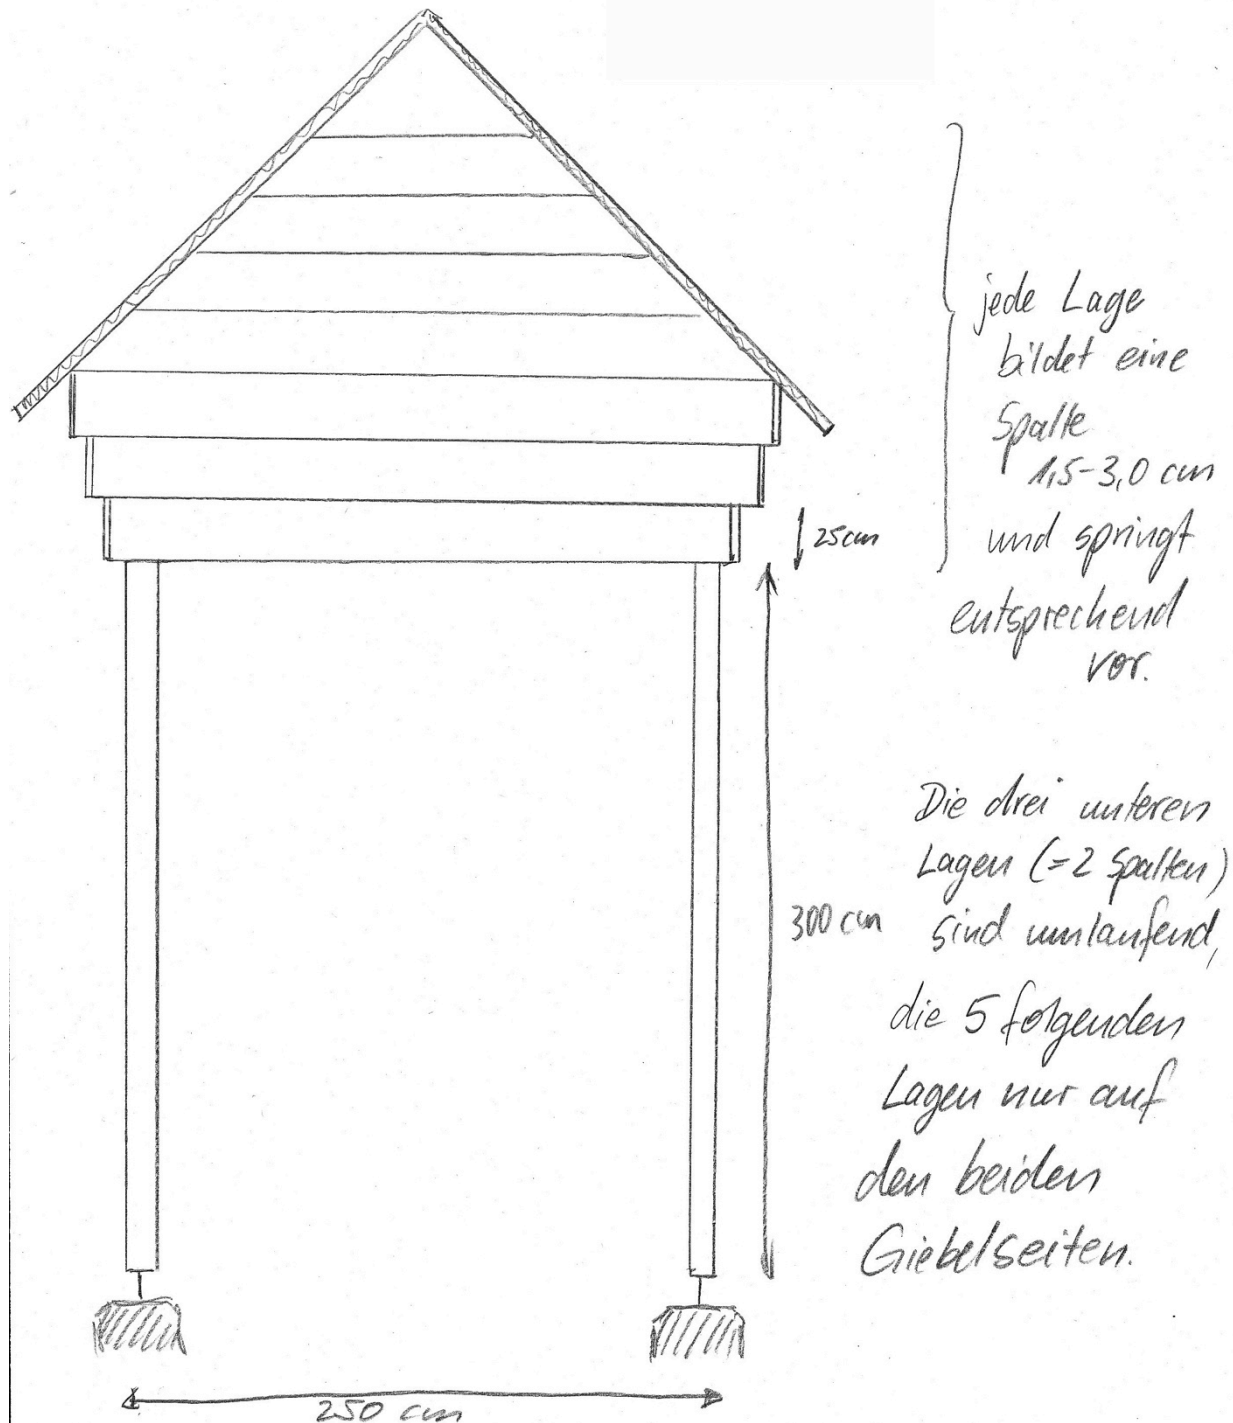 jede Lage
bildet eine
Spalte
1,5-3,0 cm
und springt
entsprechend
vor.
25cm
300 cm
Die drei unteren
Lagen (=2 Spalten)
sind umlaufend,
die 5 folgenden
Lagen nur auf
den beiden
Giebelseiten.
250 cm